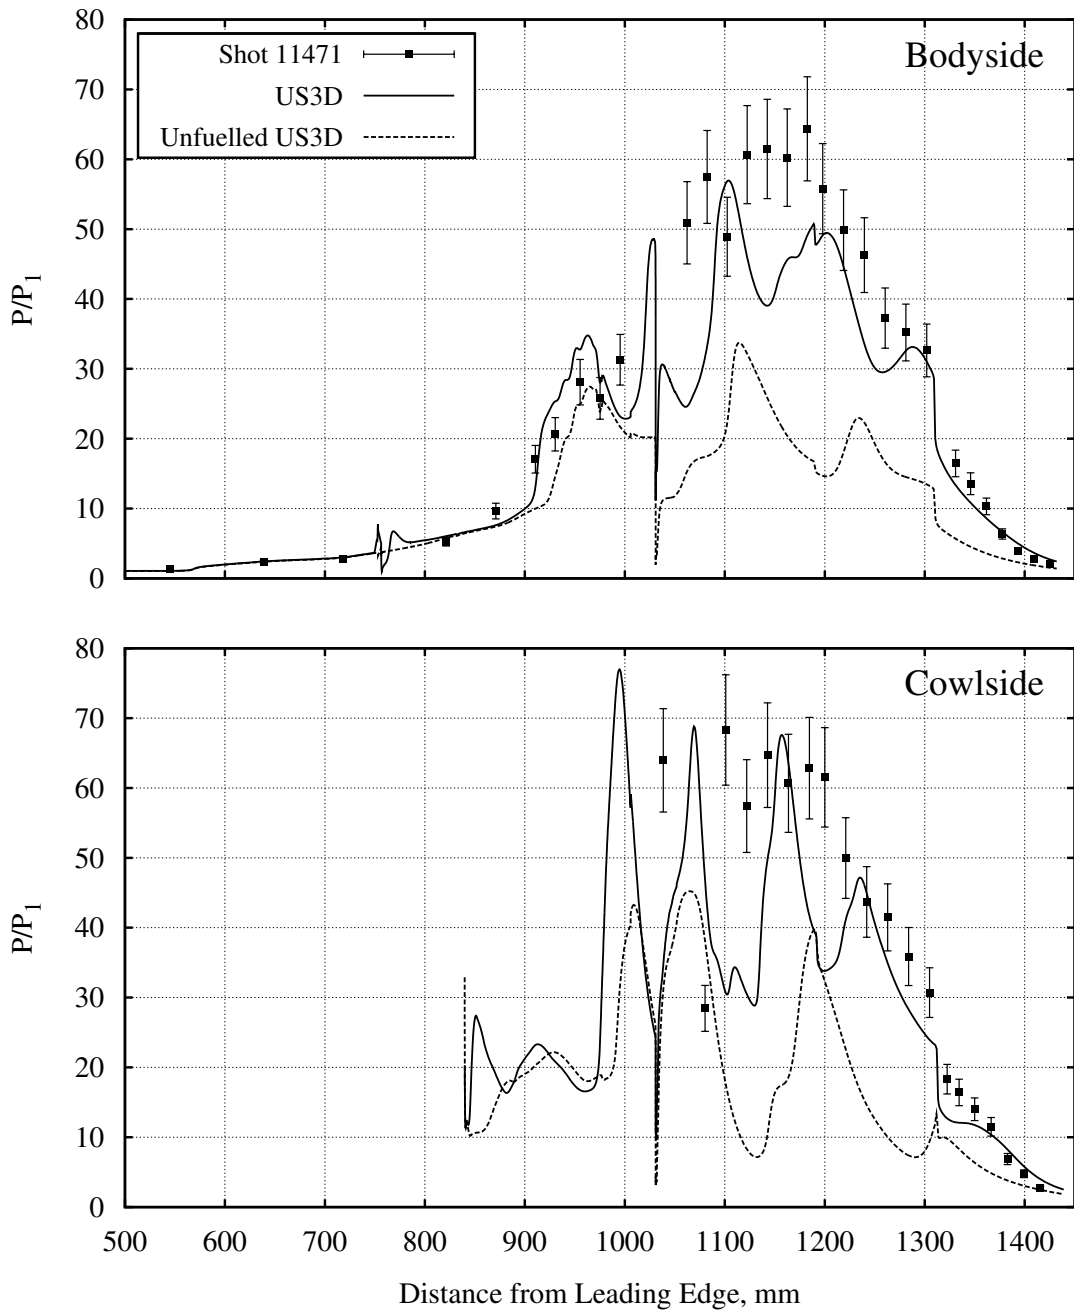 80
70
60
50
40
30
20
10
0
P/P1
Shot 11471
US3D
Unfuelled US3D
Bodyside
80
70
60
50
40
30
20
10
0
P/P1
Cowlside
500 600 700 800 900 1000 1100 1200 1300 1400
Distance from Leading Edge, mm